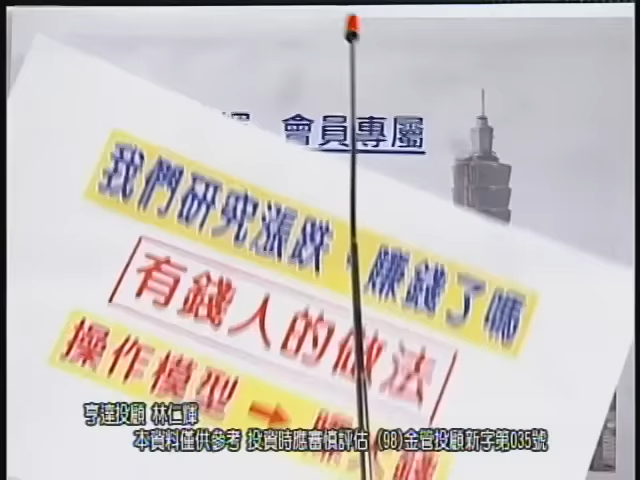 會員專屬
我們研究漲跌，賺錢了嗎
有錢人的做法
操作模型 →
亨達投顧 林仁暉
本資料僅供參考 投資時應審慎評估 (98)金管投顧新字第035號